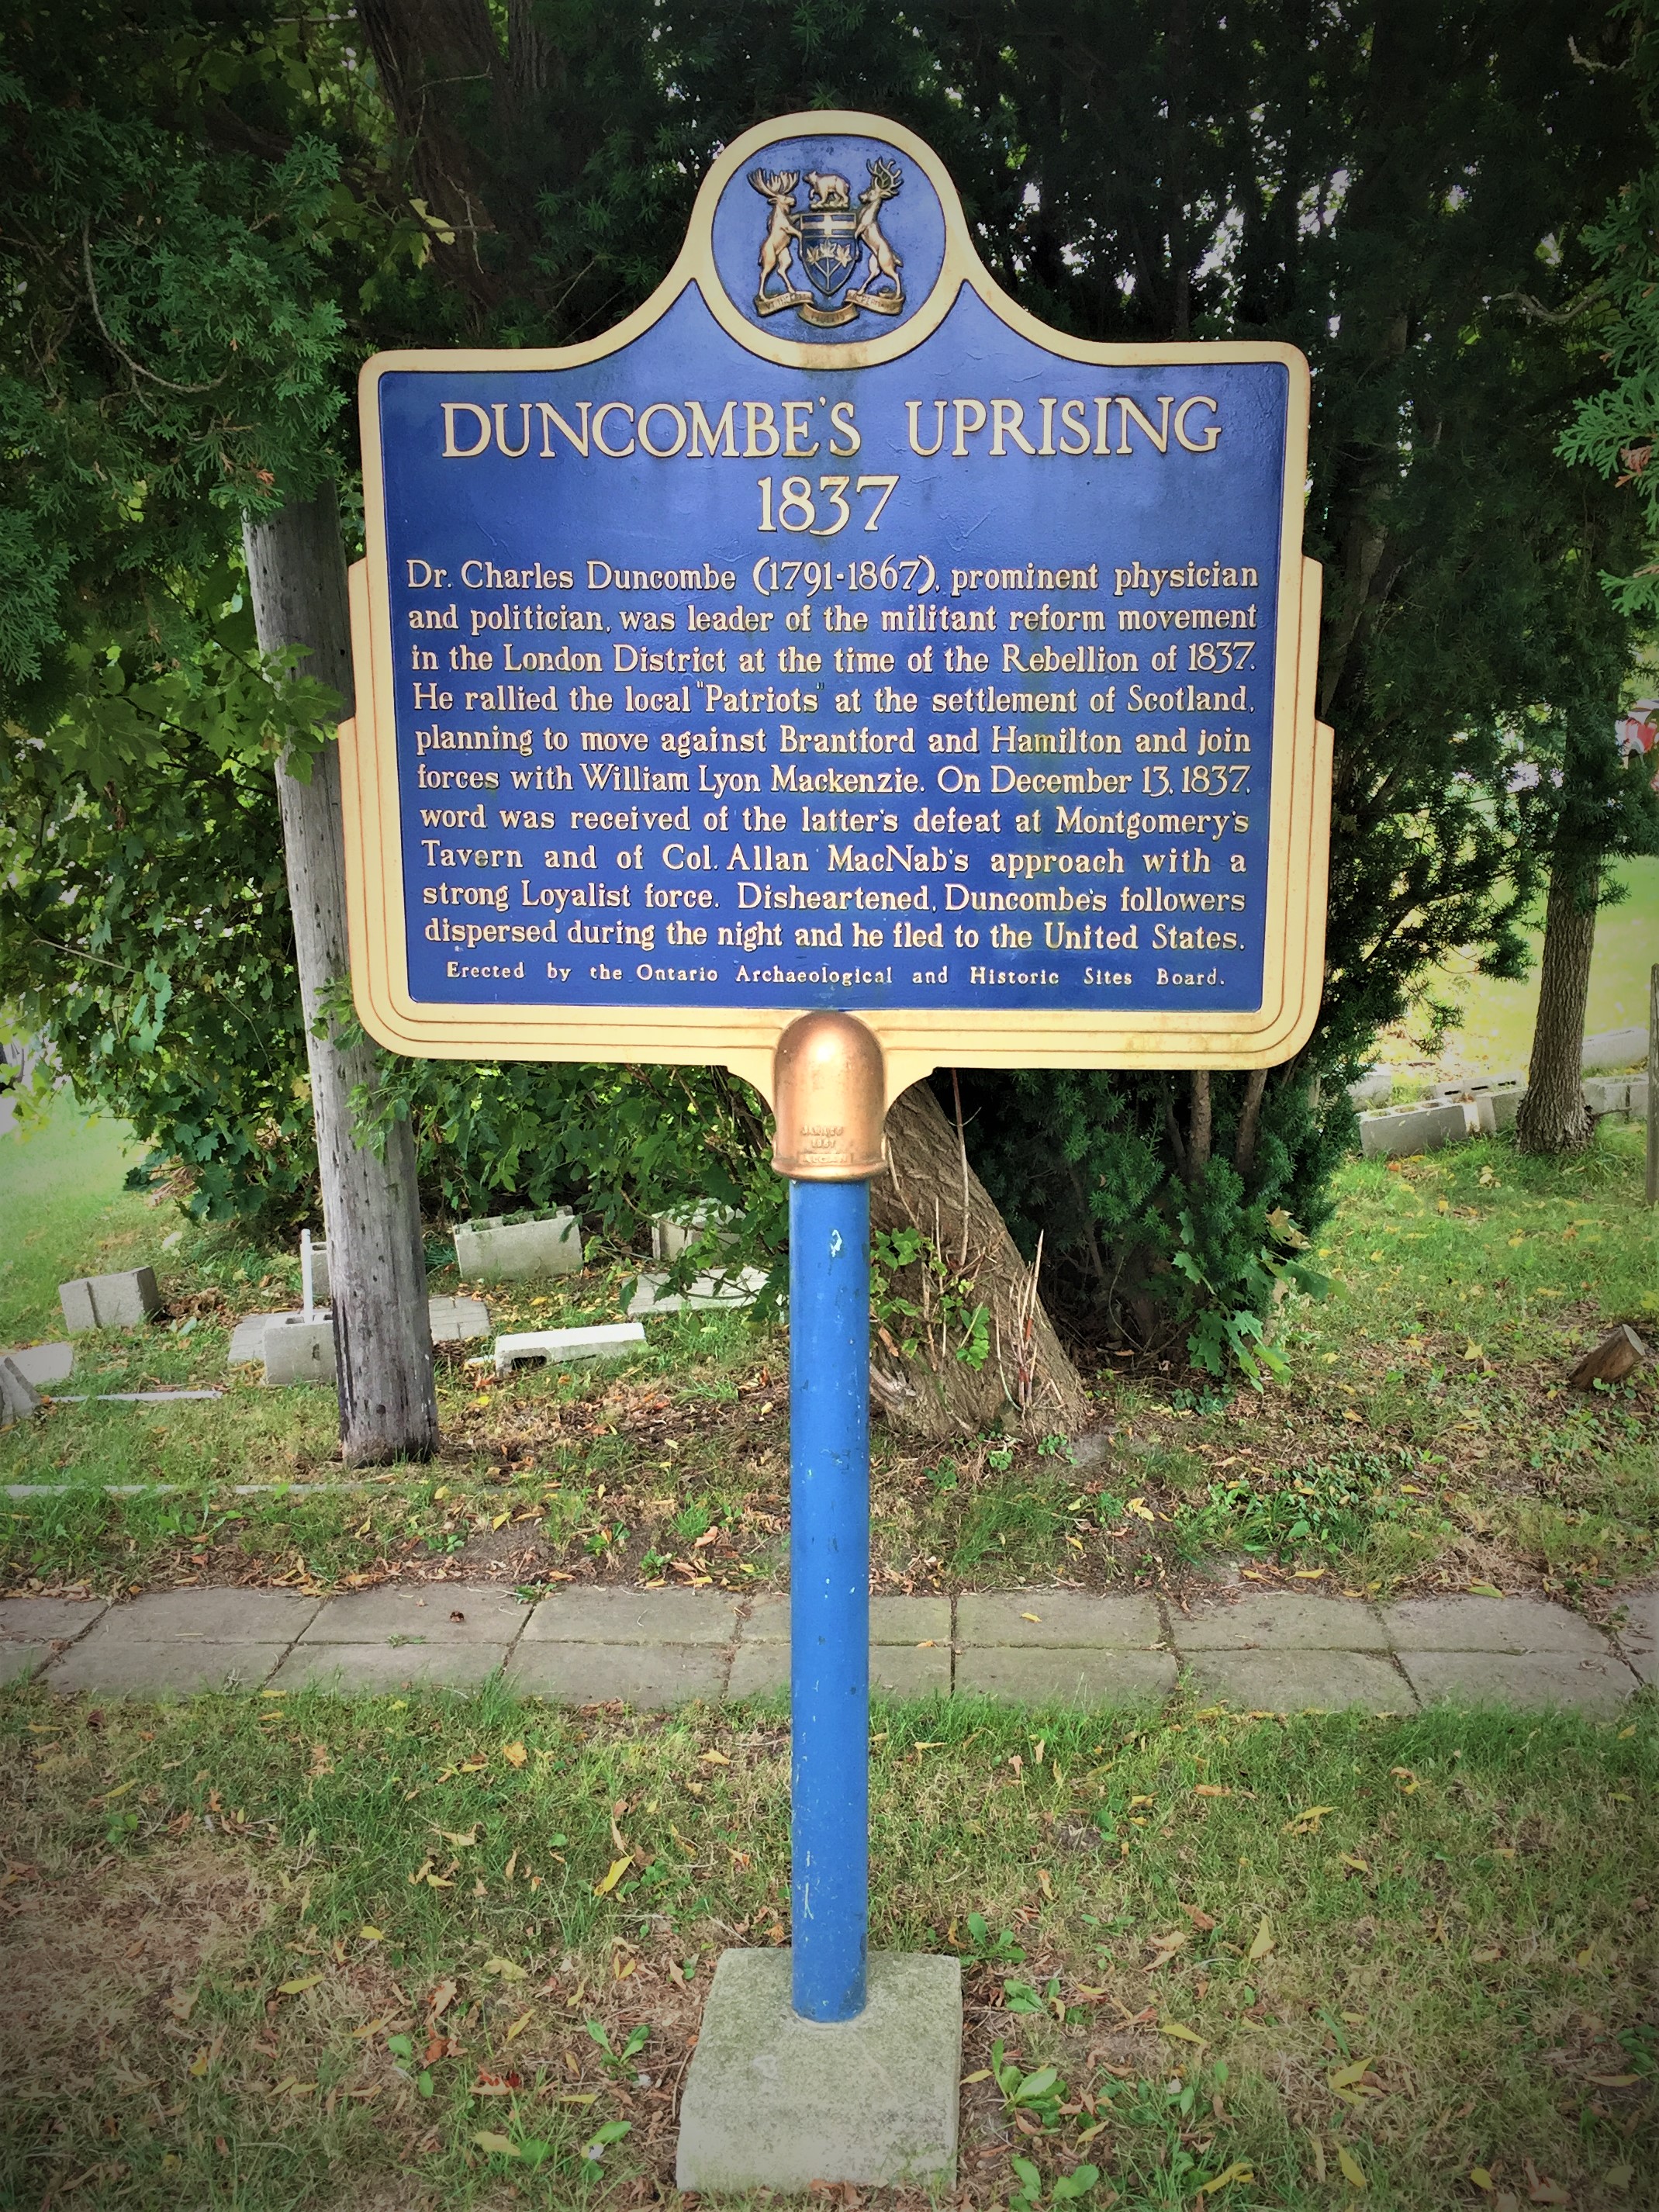 DUNCOMBE'S UPRISING
1837
Dr. Charles Duncombe (1791-1867), prominent physician
and politician, was leader of the militant reform movement
in the London District at the time of the Rebellion of 1837.
He rallied the local "Patriots" at the settlement of Scotland,
planning to move against Brantford and Hamilton and join
forces with William Lyon Mackenzie. On December 13, 1837,
word was received of the latter's defeat at Montgomery's
Tavern and of Col. Allan MacNab's approach with a
strong Loyalist force. Disheartened, Duncombe's followers
dispersed during the night and he fled to the United States.
Erected by the Ontario Archaeological and Historic Sites Board.